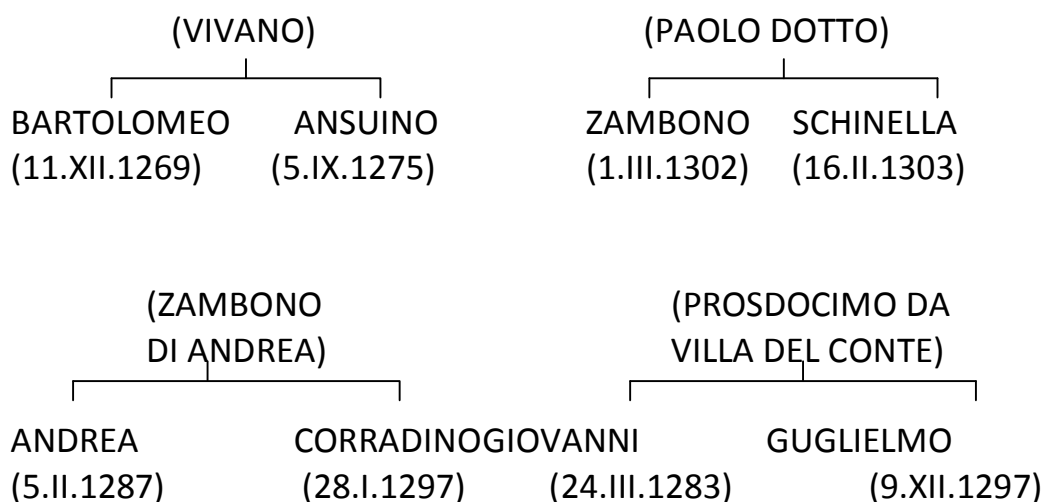 (VIVANO) (PAOLO DOTTO)
BARTOLOMEO ANSUINO ZAMBONO SCHINELLA
(11.XII.1269) (5.IX.1275) (1.III.1302) (16.II.1303)
(ZAMBONO (PROSDOCIMO DA
DI ANDREA) VILLA DEL CONTE)
ANDREA CORRADINOGIOVANNI GUGLIELMO
(5.II.1287) (28.I.1297) (24.III.1283) (9.XII.1297)